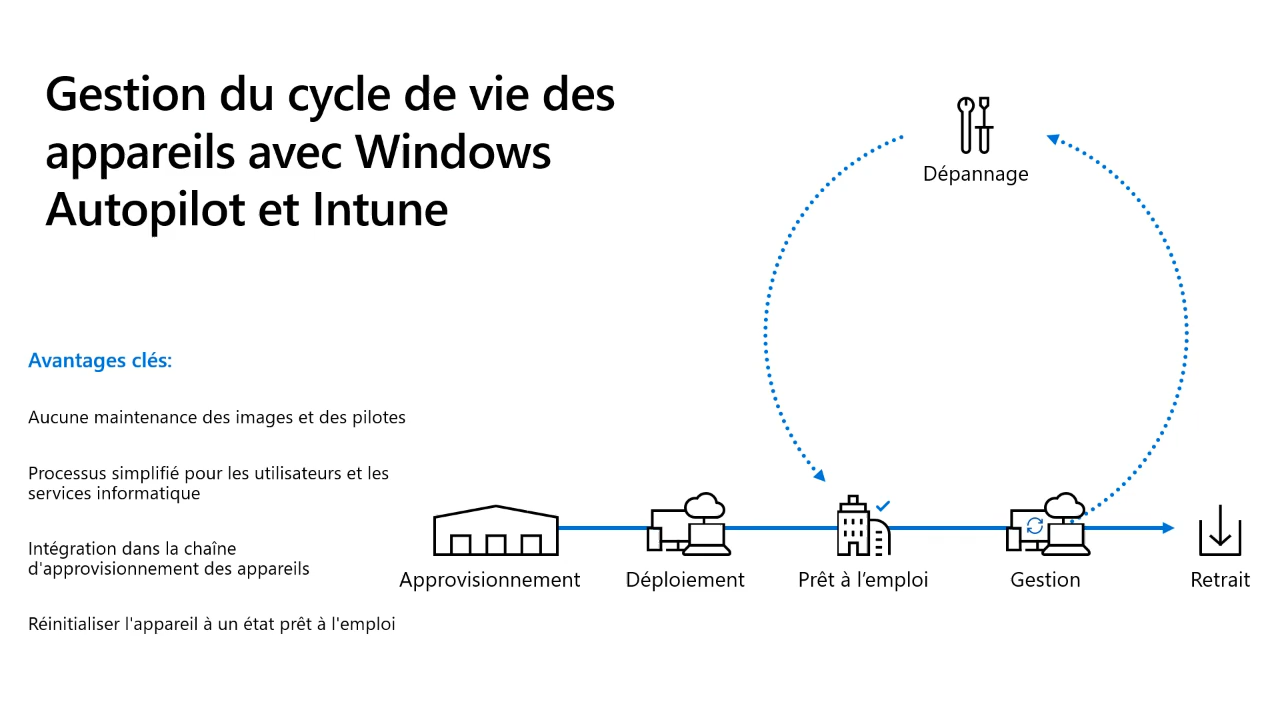 Gestion du cycle de vie des
appareils avec Windows
Autopilot et Intune
Dépannage
Avantages clés:
Aucune maintenance des images et des pilotes
Processus simplifié pour les utilisateurs et les
services informatique
Intégration dans la chaîne
d'approvisionnement des appareils
Réinitialiser l'appareil à un état prêt à l'emploi
Approvisionnement
Déploiement
Prêt à l’emploi
Gestion
Retrait